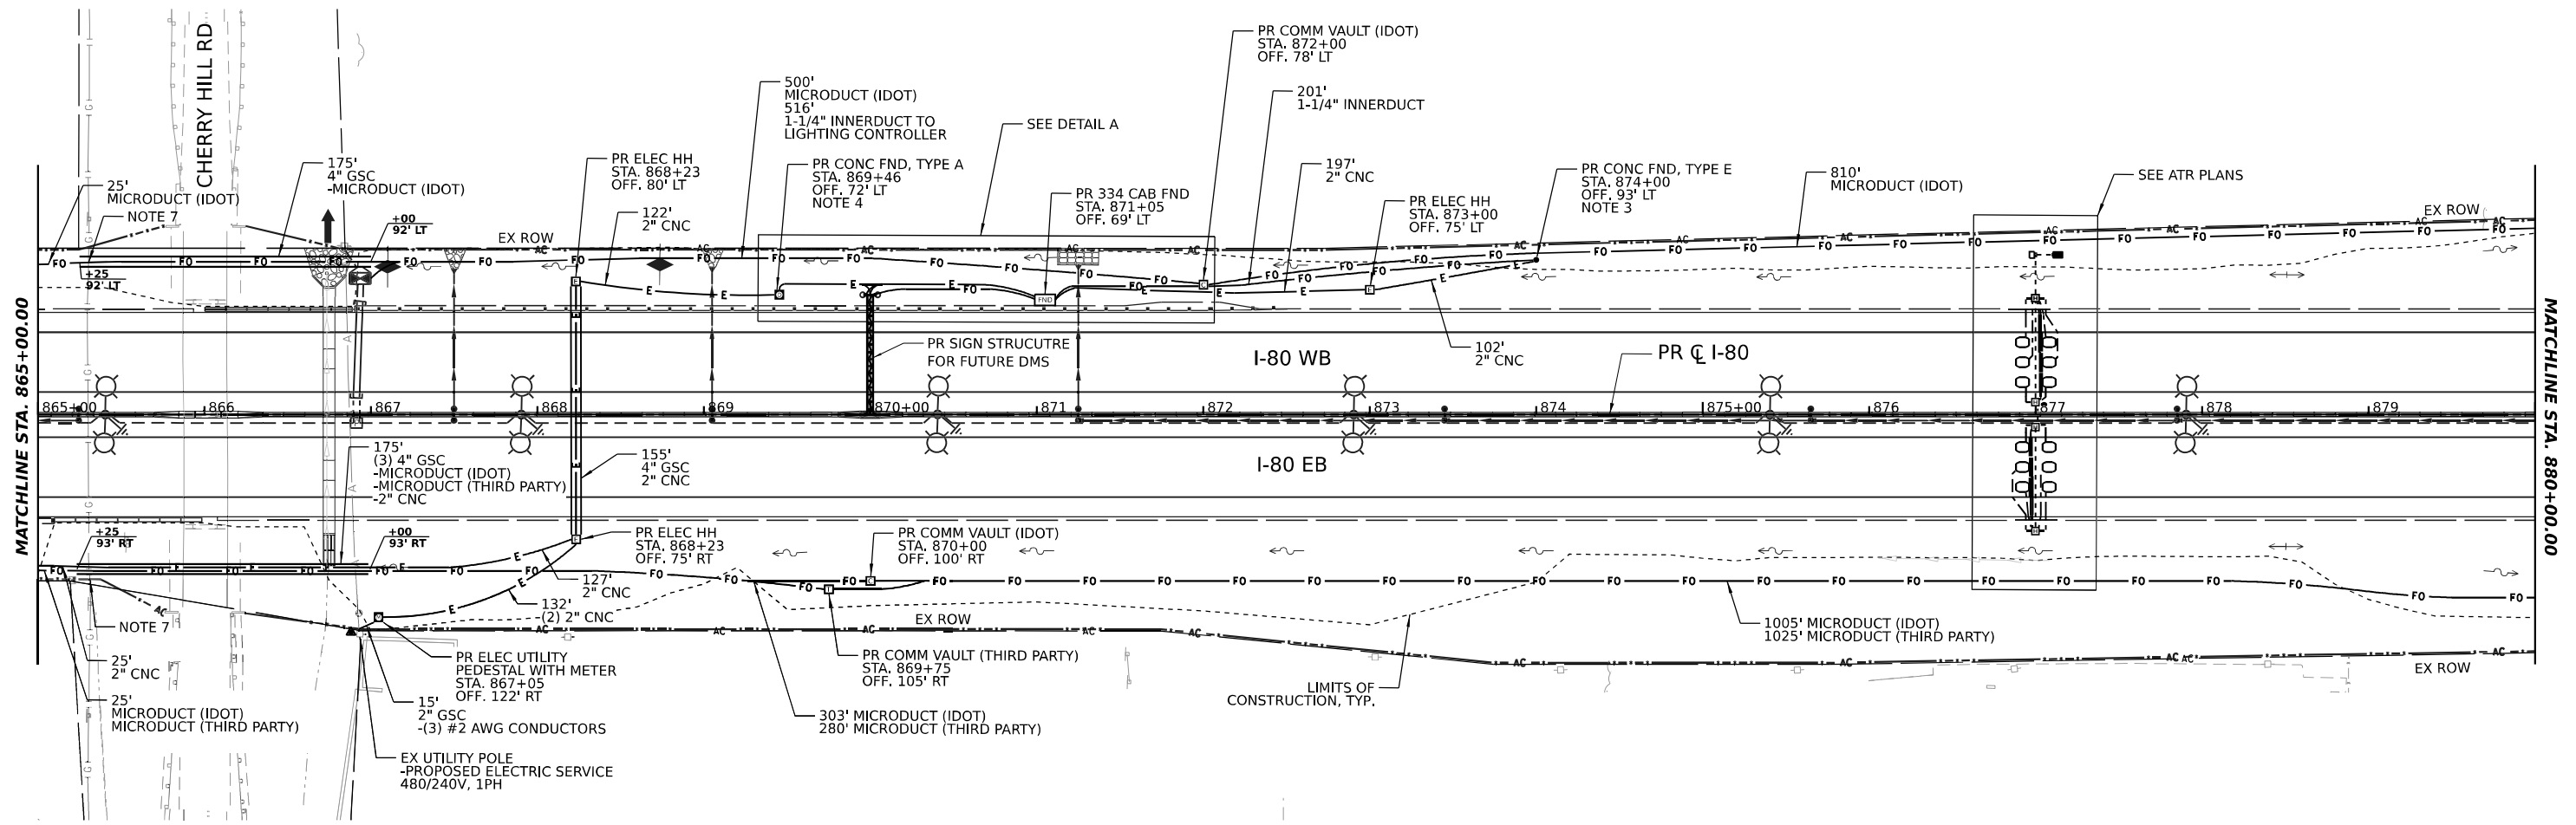 CHERRY HILL RD
MATCHLINE STA. 865+00.00
MATCHLINE STA. 880+00.00
25'
MICRODUCT (IDOT)
NOTE 7
+25
92' LT
175'
4" GSC
-MICRODUCT (IDOT)
+00
92' LT
EX ROW
PR ELEC HH
STA. 868+23
OFF. 80' LT
122'
2" CNC
500'
MICRODUCT (IDOT)
516'
1-1/4" INNERDUCT TO
LIGHTING CONTROLLER
PR CONC FND, TYPE A
STA. 869+46
OFF. 72' LT
NOTE 4
SEE DETAIL A
PR 334 CAB FND
STA. 871+05
OFF. 69' LT
PR COMM VAULT (IDOT)
STA. 872+00
OFF. 78' LT
201'
1-1/4" INNERDUCT
197'
2" CNC
PR ELEC HH
STA. 873+00
OFF. 75' LT
PR CONC FND, TYPE E
STA. 874+00
OFF. 93' LT
NOTE 3
810'
MICRODUCT (IDOT)
SEE ATR PLANS
EX ROW
FND
PR SIGN STRUCUTRE
FOR FUTURE DMS
I-80 WB
102'
2" CNC
PR ℄ I-80
865+00
866
867
868
869
870+00
871
872
873
874
875+00
876
877
878
879
I-80 EB
175'
(3) 4" GSC
-MICRODUCT (IDOT)
-MICRODUCT (THIRD PARTY)
-2" CNC
155'
4" GSC
2" CNC
+25
93' RT
+00
93' RT
PR ELEC HH
STA. 868+23
OFF. 75' RT
127'
2" CNC
132'
(2) 2" CNC
PR COMM VAULT (IDOT)
STA. 870+00
OFF. 100' RT
EX ROW
NOTE 7
25'
2" CNC
25'
MICRODUCT (IDOT)
MICRODUCT (THIRD PARTY)
PR ELEC UTILITY
PEDESTAL WITH METER
STA. 867+05
OFF. 122' RT
15'
2" GSC
-(3) #2 AWG CONDUCTORS
EX UTILITY POLE
-PROPOSED ELECTRIC SERVICE
480/240V, 1PH
PR COMM VAULT (THIRD PARTY)
STA. 869+75
OFF. 105' RT
303' MICRODUCT (IDOT)
280' MICRODUCT (THIRD PARTY)
LIMITS OF
CONSTRUCTION, TYP.
1005' MICRODUCT (IDOT)
1025' MICRODUCT (THIRD PARTY)
EX ROW